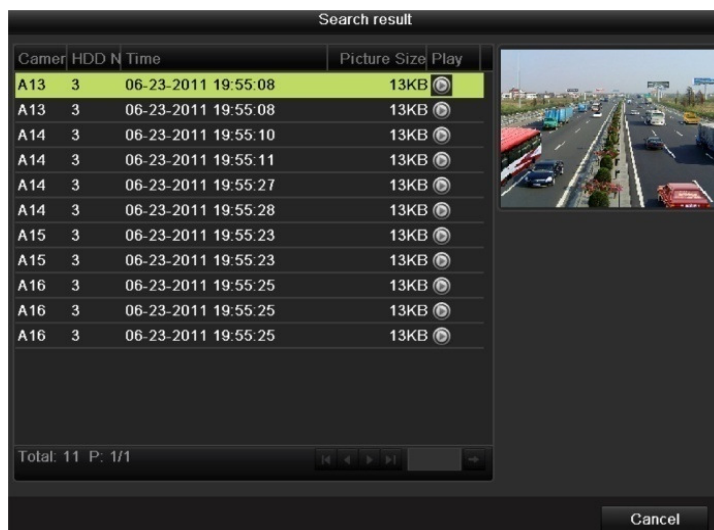 Search result
Camer HDD N Time Picture Size Play
A13 3 06-23-2011 19:55:08 13KB
A13 3 06-23-2011 19:55:08 13KB
A14 3 06-23-2011 19:55:10 13KB
A14 3 06-23-2011 19:55:11 13KB
A14 3 06-23-2011 19:55:27 13KB
A14 3 06-23-2011 19:55:28 13KB
A15 3 06-23-2011 19:55:23 13KB
A15 3 06-23-2011 19:55:23 13KB
A16 3 06-23-2011 19:55:25 13KB
A16 3 06-23-2011 19:55:25 13KB
A16 3 06-23-2011 19:55:25 13KB
Total: 11 P: 1/1
Cancel